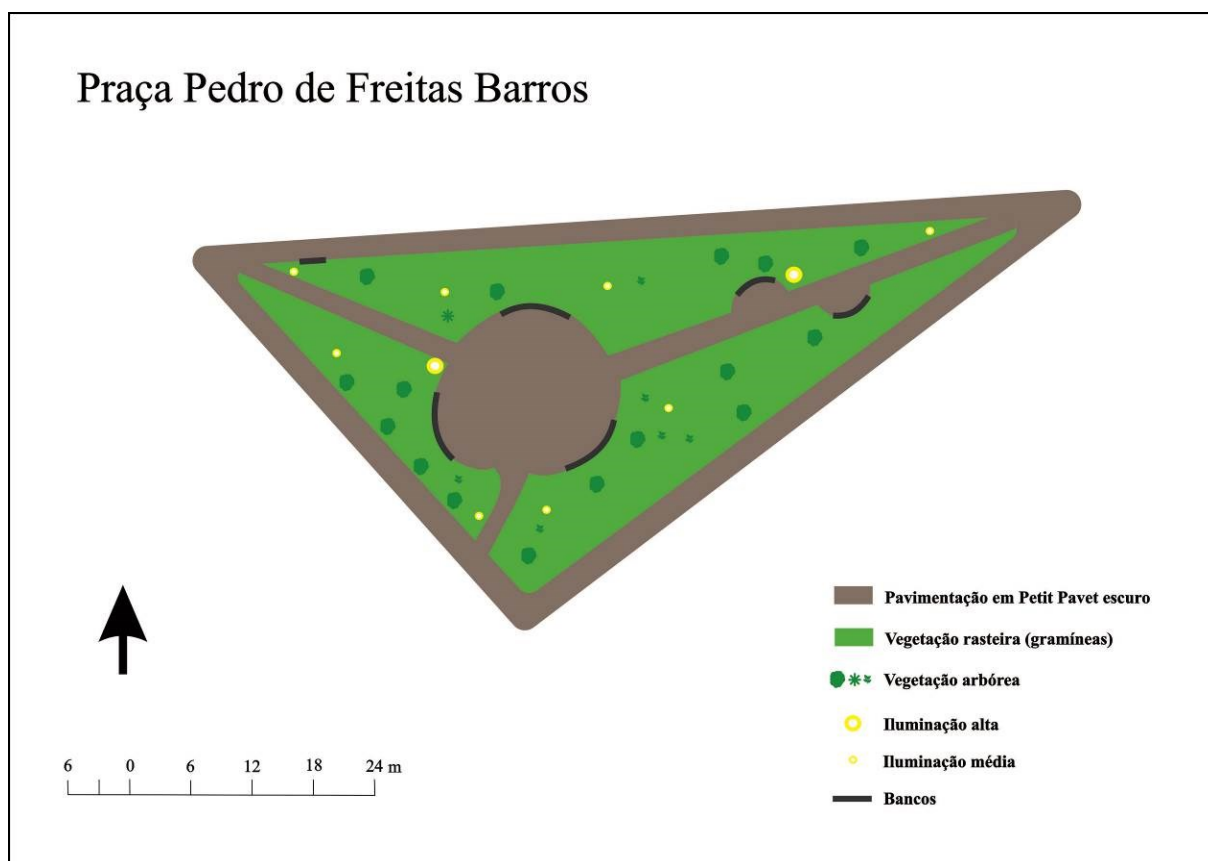 Praça Pedro de Freitas Barros
Pavimentação em Petit Pavet escuro
Vegetação rasteira (gramíneas)
Vegetação arbórea
Iluminação alta
Iluminação média
Bancos
6 0 6 12 18 24 m